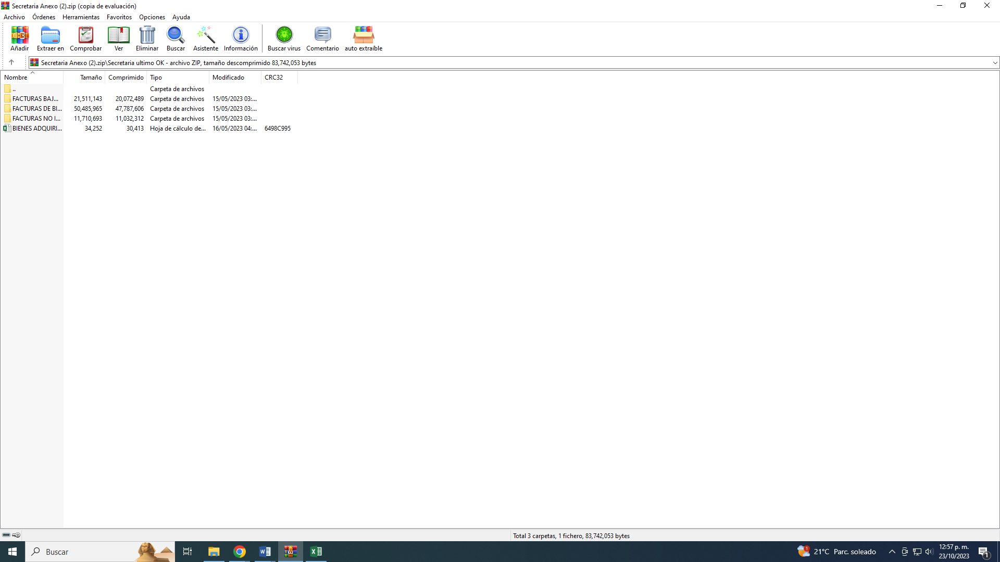 Secretaria Anexo (2).zip (copia de evaluación)
Archivo Órdenes Herramientas Favoritos Opciones Ayuda
Añadir Extraer en Comprobar Ver Eliminar Buscar Asistente Información Buscar virus Comentario auto extraíble
Secretaria Anexo (2).zip\Secretaria ultimo OK - archivo ZIP, tamaño descomprimido 83,742,053 bytes
Nombre Tamaño Comprimido Tipo Modificado CRC32
.. Carpeta de archivos
FACTURAS BAJ... 21,511,143 20,072,489 Carpeta de archivos 15/05/2023 03:...
FACTURAS DE BI... 50,485,965 47,787,606 Carpeta de archivos 15/05/2023 03:...
FACTURAS NO I... 11,710,693 11,032,312 Carpeta de archivos 15/05/2023 03:...
BIENES ADQUIRI... 34,252 30,413 Hoja de cálculo de... 16/05/2023 04:... 6498C995
Total 3 carpetas, 1 fichero, 83,742,053 bytes
Buscar
1 21°C Parc. soleado
12:57 p. m.
23/10/2023
1